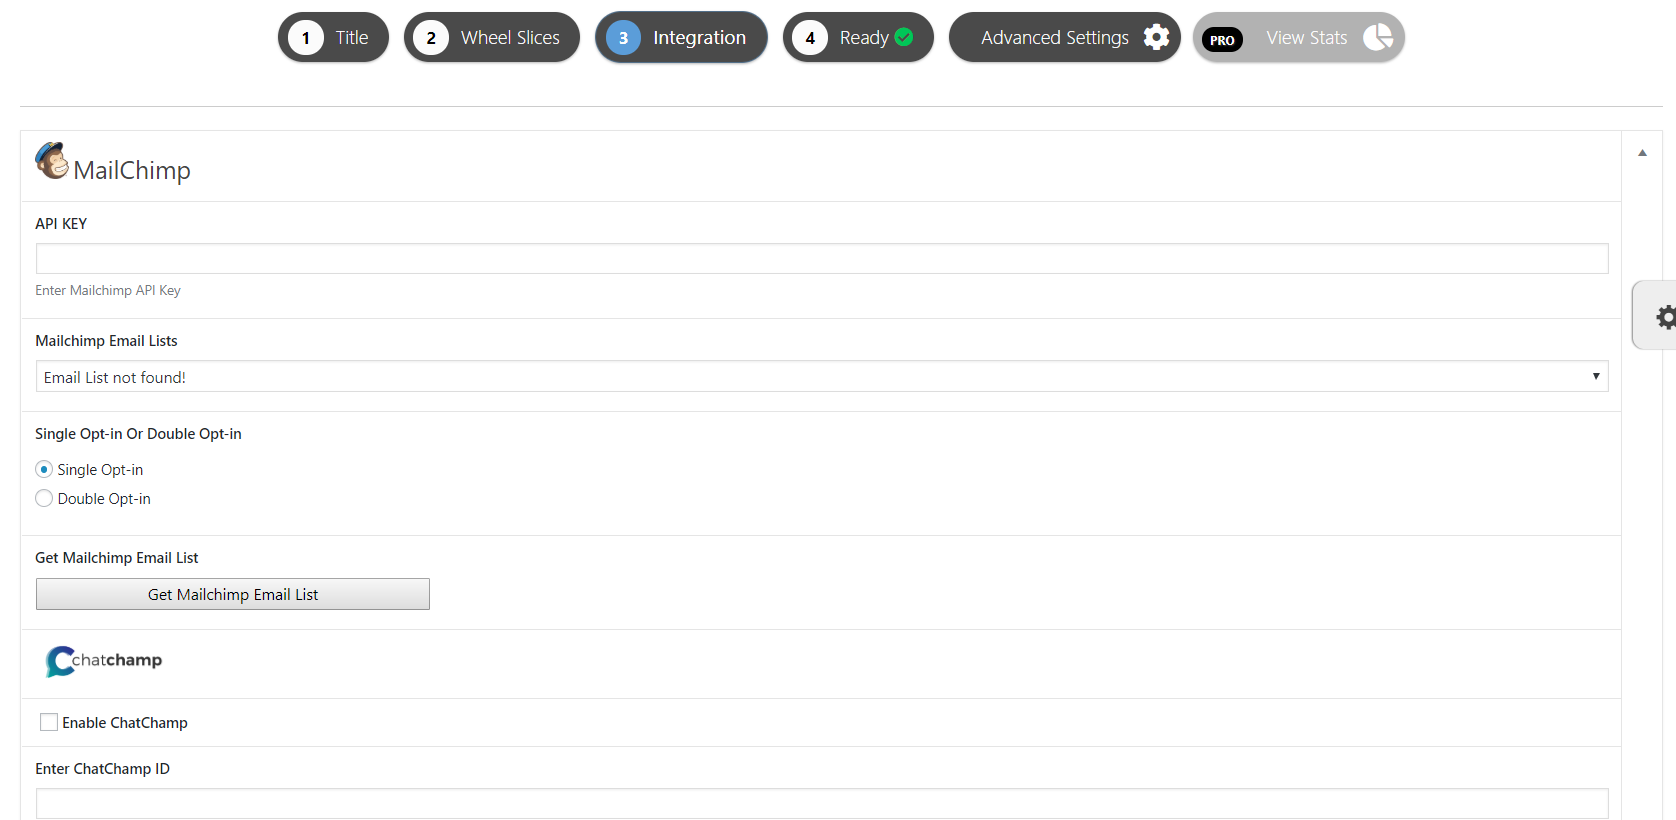 1 Title 2 Wheel Slices 3 Integration 4 Ready Advanced Settings PRO View Stats
MailChimp
API KEY
Enter Mailchimp API Key
Mailchimp Email Lists
Email List not found!
Single Opt-in Or Double Opt-in
Single Opt-in
Double Opt-in
Get Mailchimp Email List
Get Mailchimp Email List
chatchamp
Enable ChatChamp
Enter ChatChamp ID